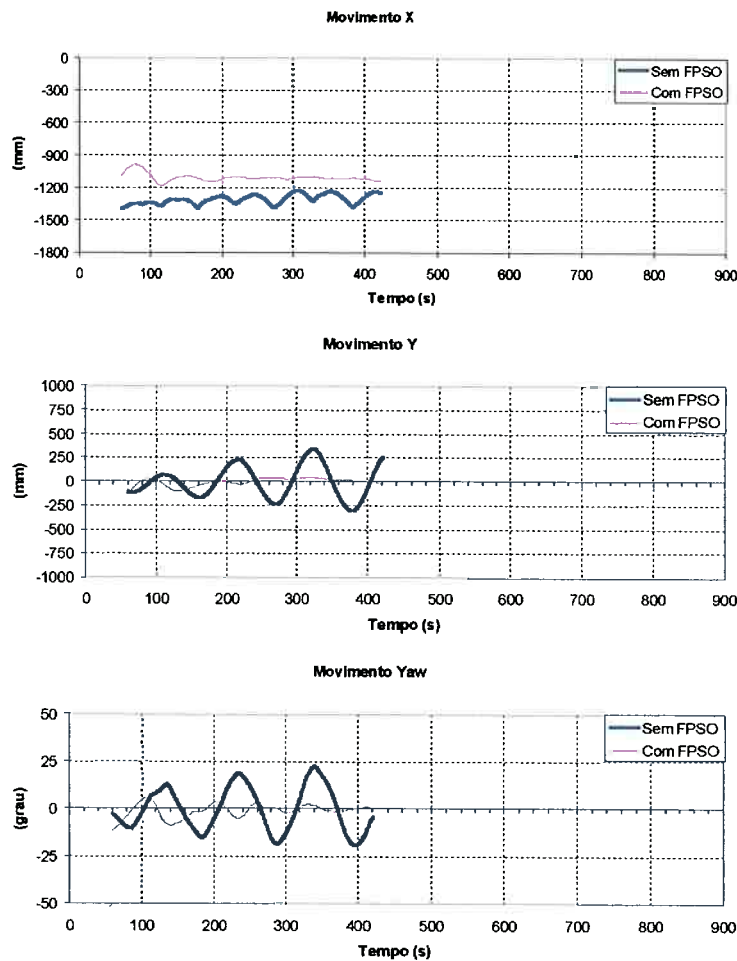 Movimento X
0
-300
-600
-900
-1200
-1500
-1800
(mm)
Sem FPSO
Com FPSO
0 100 200 300 400 500 600 700 800 900
Tempo (s)
Movimento Y
1000
750
500
250
0
-250
-500
-750
-1000
(mm)
Sem FPSO
Com FPSO
0 100 200 300 400 500 600 700 800 900
Tempo (s)
Movimento Yaw
50
25
0
-25
-50
(grau)
Sem FPSO
Com FPSO
0 100 200 300 400 500 600 700 800 900
Tempo (s)